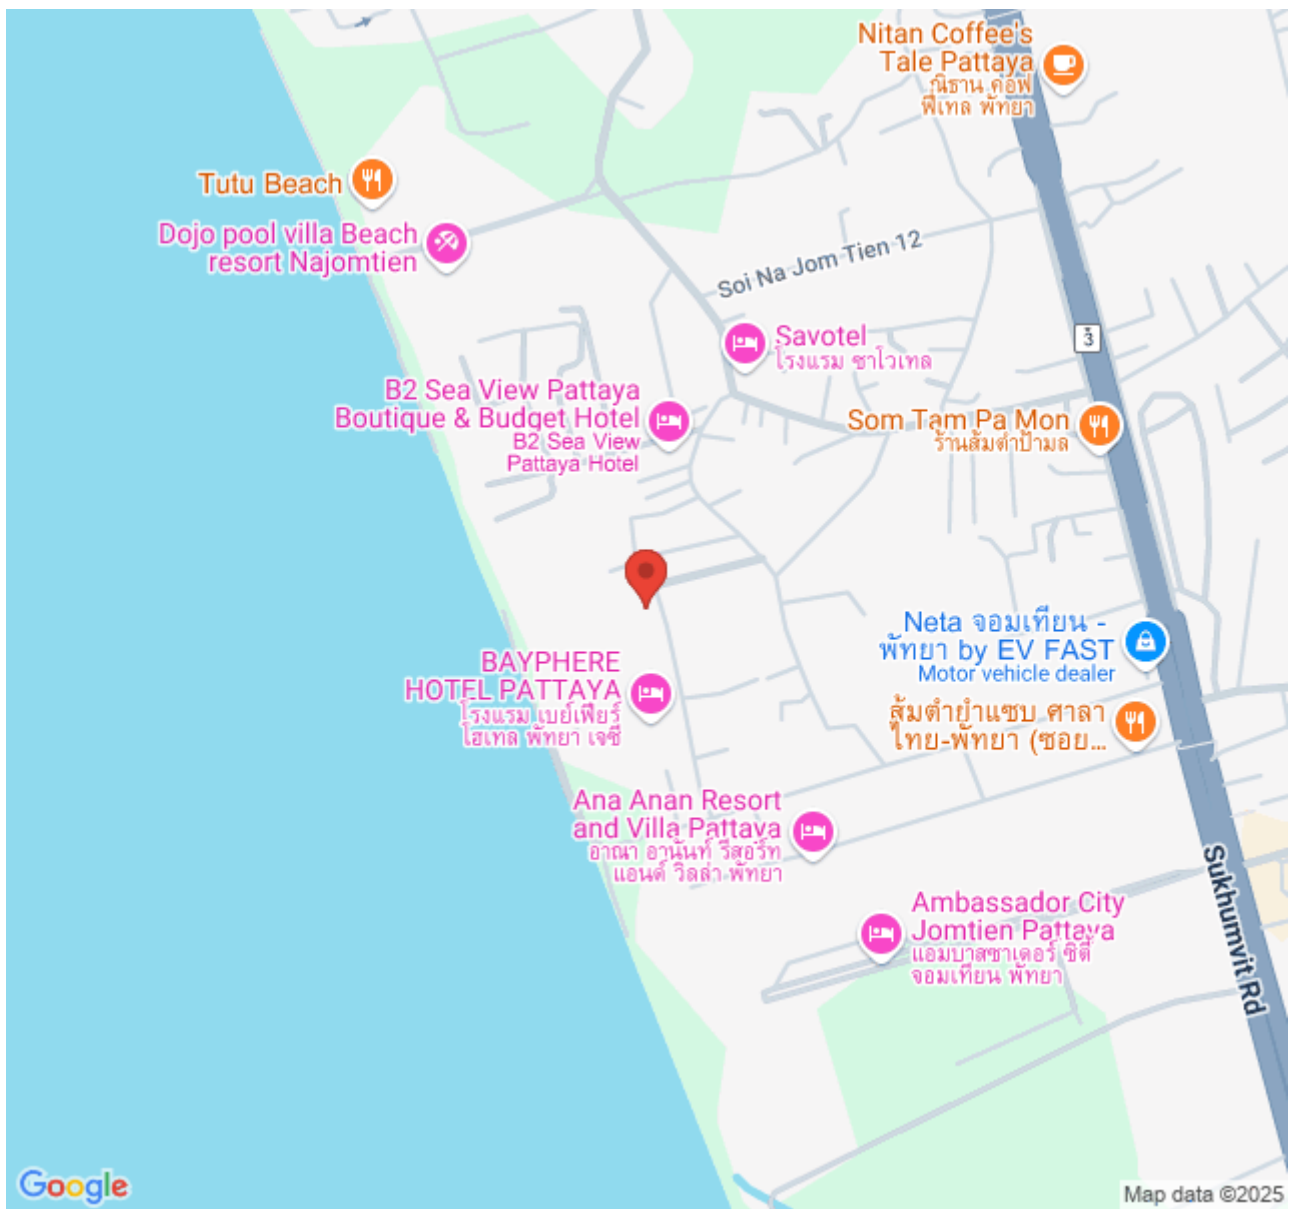 Nitan Coffee's
Tale Pattaya
ณิธาน คอฟ
ฟี่เทล พัทยา
Tutu Beach
Dojo pool villa Beach
resort Najomtien
Soi Na Jom Tien 12
3
Savotel
โรงแรม ซาโวเทล
B2 Sea View Pattaya
Boutique & Budget Hotel
B2 Sea View
Pattaya Hotel
Som Tam Pa Mon
ร้านส้มตำป้ามล
Neta จอมเทียน -
พัทยา by EV FAST
Motor vehicle dealer
BAYPHERE
HOTEL PATTAYA
โรงแรม เบย์เฟียร์
โฮเทล พัทยา เจซี
ส้มตำยำแซบ ศาลา
ไทย-พัทยา (ซอย...
Ana Anan Resort
and Villa Pattaya
อาณา อานันท์ รีสอร์ท
แอนด์ วิลล่า พัทยา
Sukhumvit Rd
Ambassador City
Jomtien Pattaya
แอมบาสซาเดอร์ ซิตี้
จอมเทียน พัทยา
Google
Map data ©2025